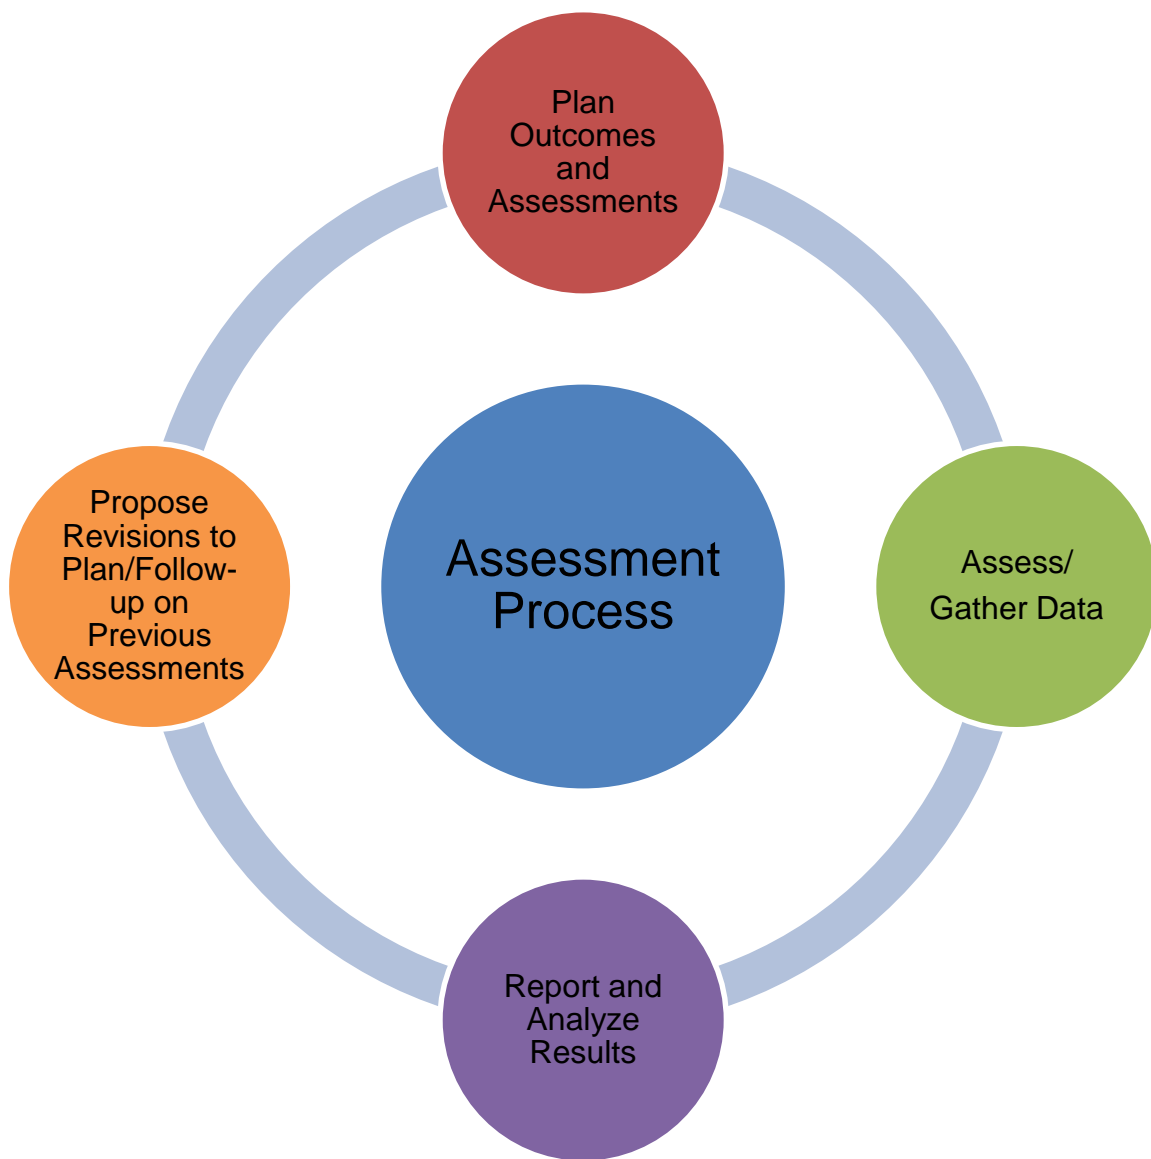 Plan
Outcomes
and
Assessments
Propose
Revisions to
Plan/Follow-
up on
Previous
Assessments
Assessment
Process
Assess/
Gather Data
Report and
Analyze
Results